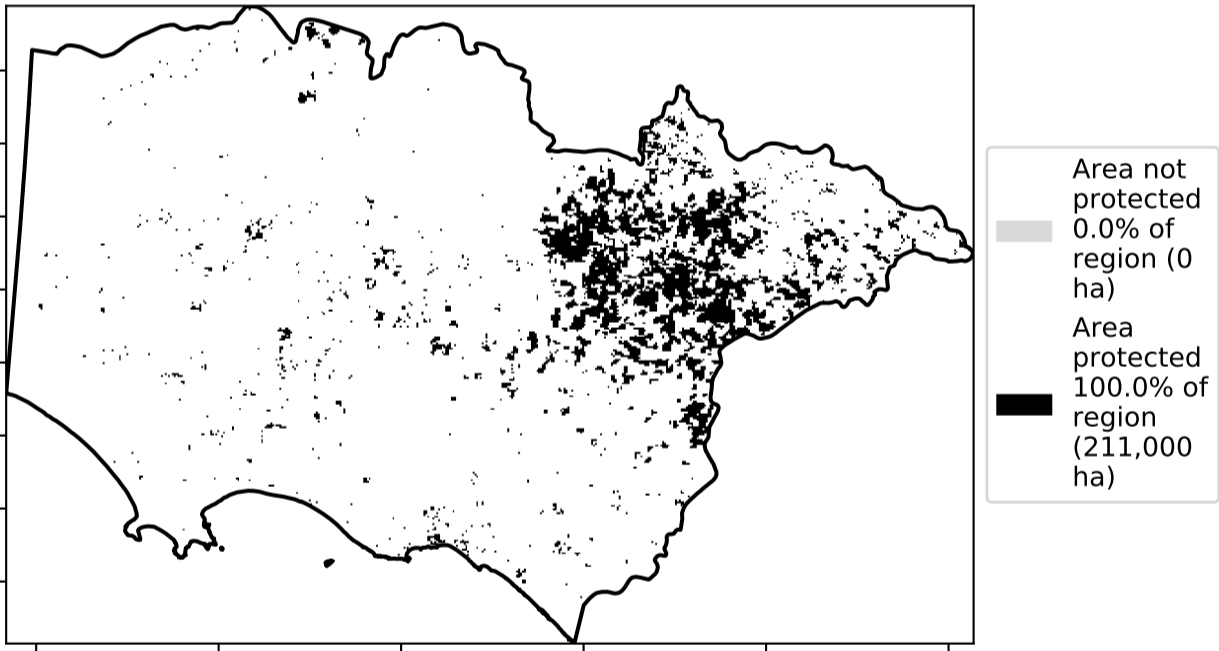 Area not
protected
0.0% of
region (0
ha)
Area
protected
100.0% of
region
(211,000
ha)